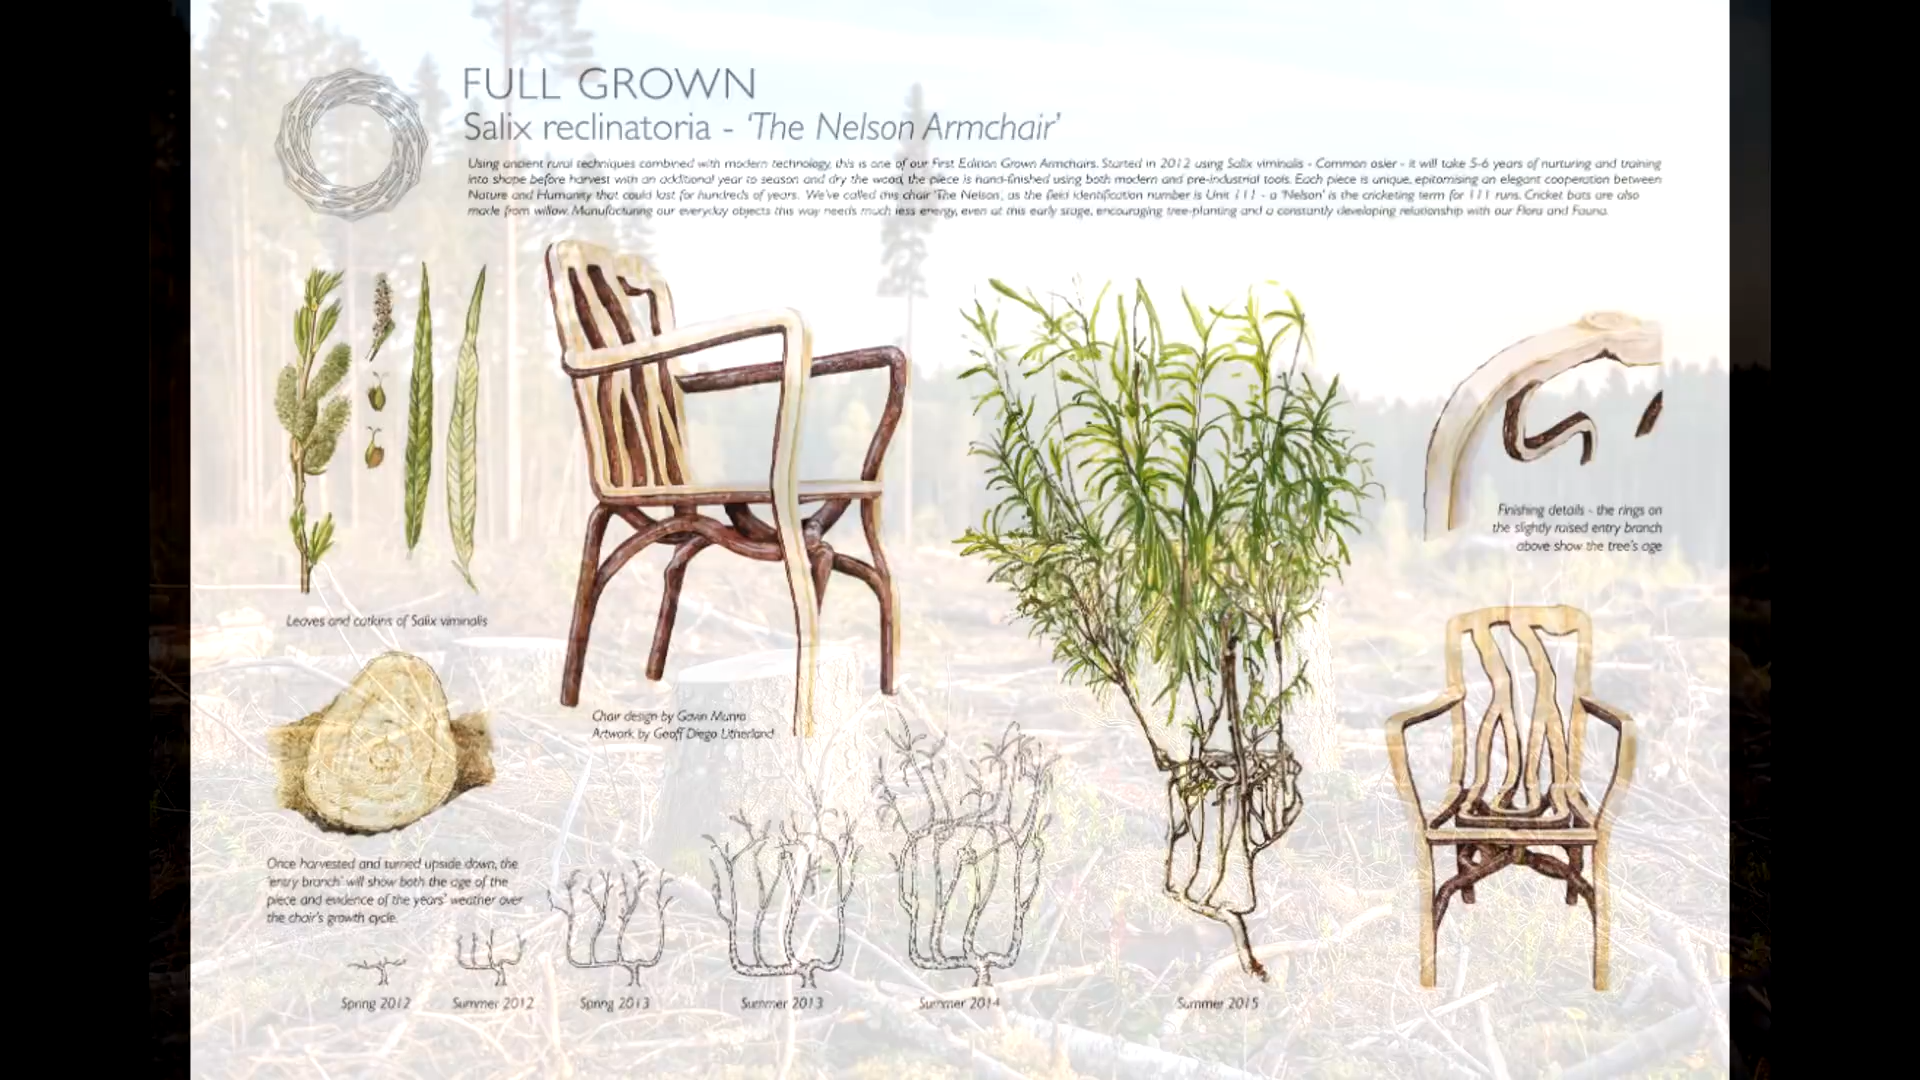 FULL GROWN
Salix reclinatoria - 'The Nelson Armchair'
Using ancient rural techniques combined with modern technology, this is one of our First Edition Grown Armchairs. Started in 2012 using Salix viminalis - Common osier - it will take 5-6 years of nurturing and training
into shape before harvest with an additional year to season and dry the wood, the piece is hand-finished using both modern and pre-industrial tools. Each piece is unique, epitomising an elegant cooperation between
Nature and Humanity that could last for hundreds of years. We've called this chair 'The Nelson', as the field identification number is Unit 111 - a 'Nelson' is the cricketing term for 111 runs. Cricket bats are also
made from willow. Manufacturing our everyday objects this way needs much less energy, even at this early stage, encouraging tree-planting and a constantly developing relationship with our Flora and Fauna.
Finishing details - the rings on
the slightly raised entry branch
above show the tree's age
Leaves and catkins of Salix viminalis
Chair design by Gavin Munro
Artwork by Geoff Diego Litherland
Once harvested and turned upside down, the
'entry branch' will show both the age of the
piece and evidence of the years' weather over
the chair's growth cycle.
Spring 2012
Summer 2012
Spring 2013
Summer 2013
Summer 2014
Summer 2015